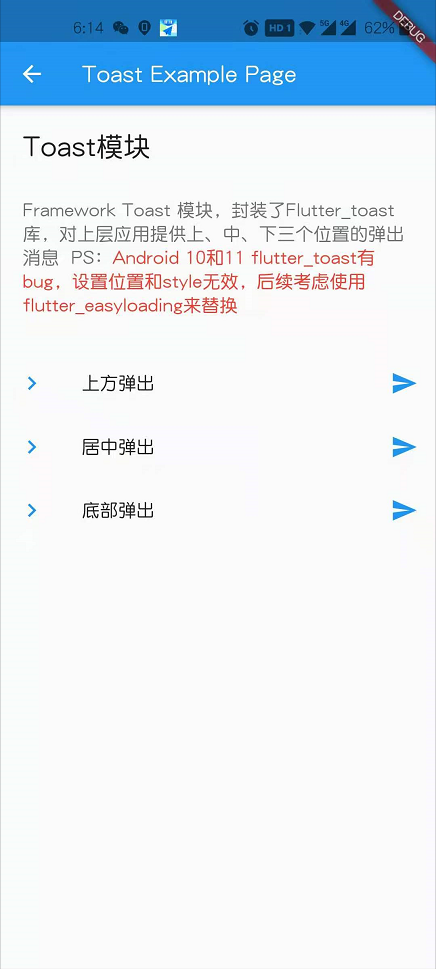 6:14
HD 1
5G
4G
62%
DEBUG
Toast Example Page
Toast模块
Framework Toast 模块，封装了Flutter_toast
库，对上层应用提供上、中、下三个位置的弹出
消息 PS：Android 10和11 flutter_toast有
bug，设置位置和style无效，后续考虑使用
flutter_easyloading来替换
上方弹出
居中弹出
底部弹出